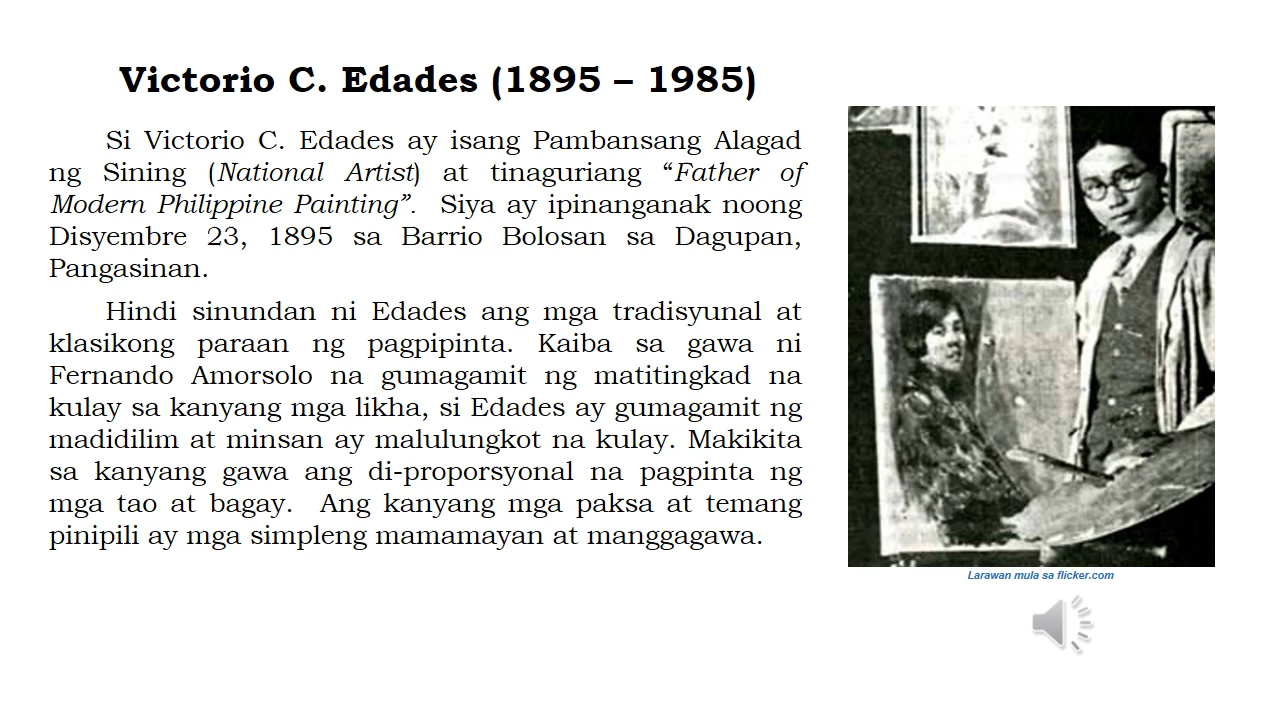 Victorio C. Edades (1895 – 1985)
Si Victorio C. Edades ay isang Pambansang Alagad
ng Sining (National Artist) at tinaguriang “Father of
Modern Philippine Painting”. Siya ay ipinanganak noong
Disyembre 23, 1895 sa Barrio Bolosan sa Dagupan,
Pangasinan.
Hindi sinundan ni Edades ang mga tradisyunal at
klasikong paraan ng pagpipinta. Kaiba sa gawa ni
Fernando Amorsolo na gumagamit ng matitingkad na
kulay sa kanyang mga likha, si Edades ay gumagamit ng
madidilim at minsan ay malulungkot na kulay. Makikita
sa kanyang gawa ang di-proporsyonal na pagpinta ng
mga tao at bagay. Ang kanyang mga paksa at temang
pinipili ay mga simpleng mamamayan at manggagawa.
Larawan mula sa flicker.com